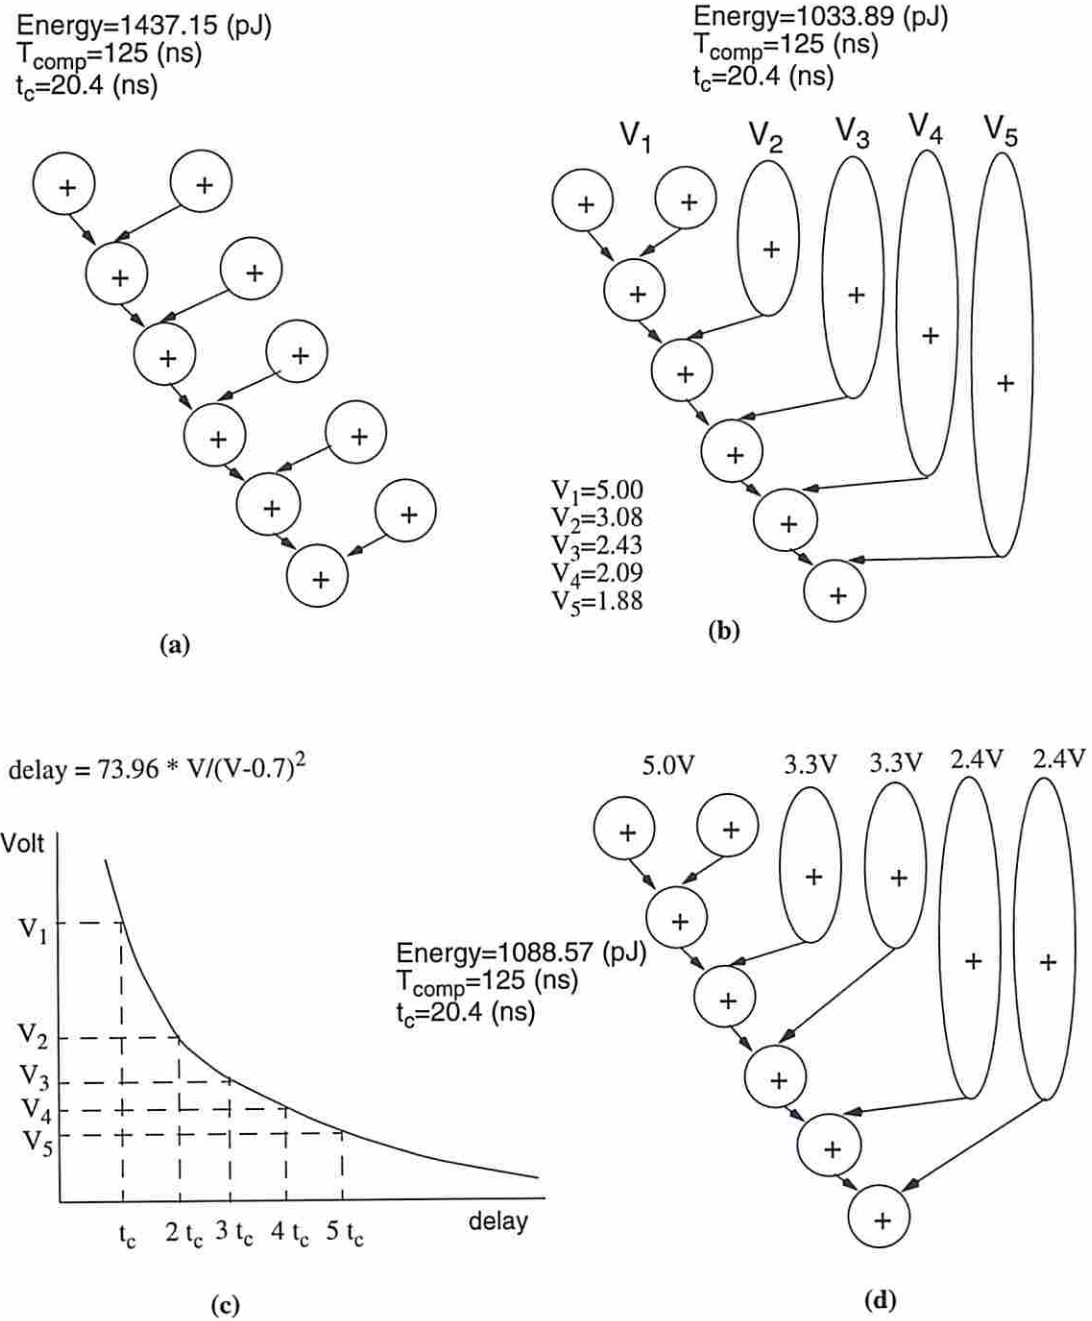 Energy=1437.15 (pJ)
Tcomp=125 (ns)
tc=20.4 (ns)
+ +
+ +
+ +
+ +
+ +
+
(a)
Energy=1033.89 (pJ)
Tcomp=125 (ns)
tc=20.4 (ns)
V1 V2 V3 V4 V5
+ + + + + +
+
+
+
+
+
V1=5.00
V2=3.08
V3=2.43
V4=2.09
V5=1.88
(b)
delay = 73.96 * V/(V-0.7)2
Volt
V1
V2
V3
V4
V5
tc 2 tc 3 tc 4 tc 5 tc
delay
(c)
5.0V 3.3V 3.3V 2.4V 2.4V
Energy=1088.57 (pJ)
Tcomp=125 (ns)
tc=20.4 (ns)
+ + + + + +
+
+
+
+
+
(d)